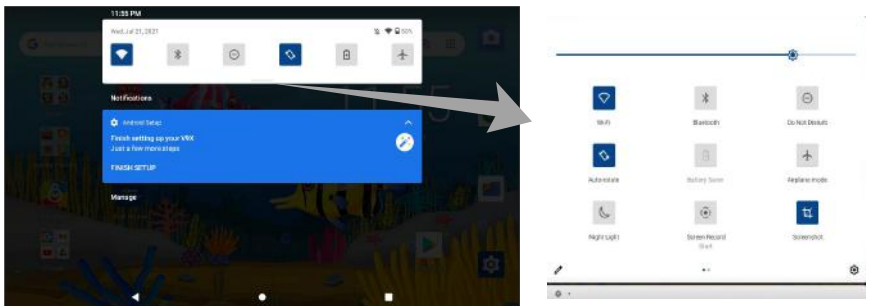 11:55 PM
Wed, Jul 21, 2021
50%
Notifications
Android Setup
Finish setting up your V8X
Just a few more steps
FINISH SETUP
Manage
Wi-Fi
Bluetooth
Do Not Disturb
Auto-rotate
Battery Saver
Airplane mode
Night Light
Screen Record
Start
Screenshot